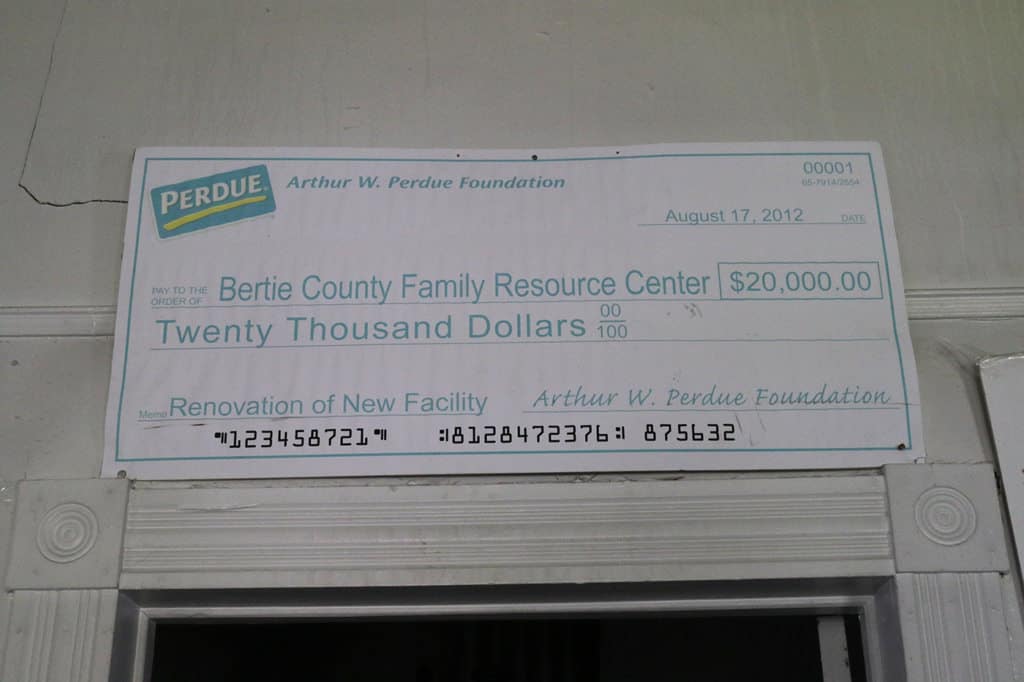 PERDUE
Arthur W. Perdue Foundation
00001
65-7914/2554
August 17, 2012 DATE
PAY TO THE
ORDER OF Bertie County Family Resource Center $20,000.00
Twenty Thousand Dollars 00/100
Memo Renovation of New Facility Arthur W. Perdue Foundation
⑈123458721⑈ ⑆8128472376⑆ 875632